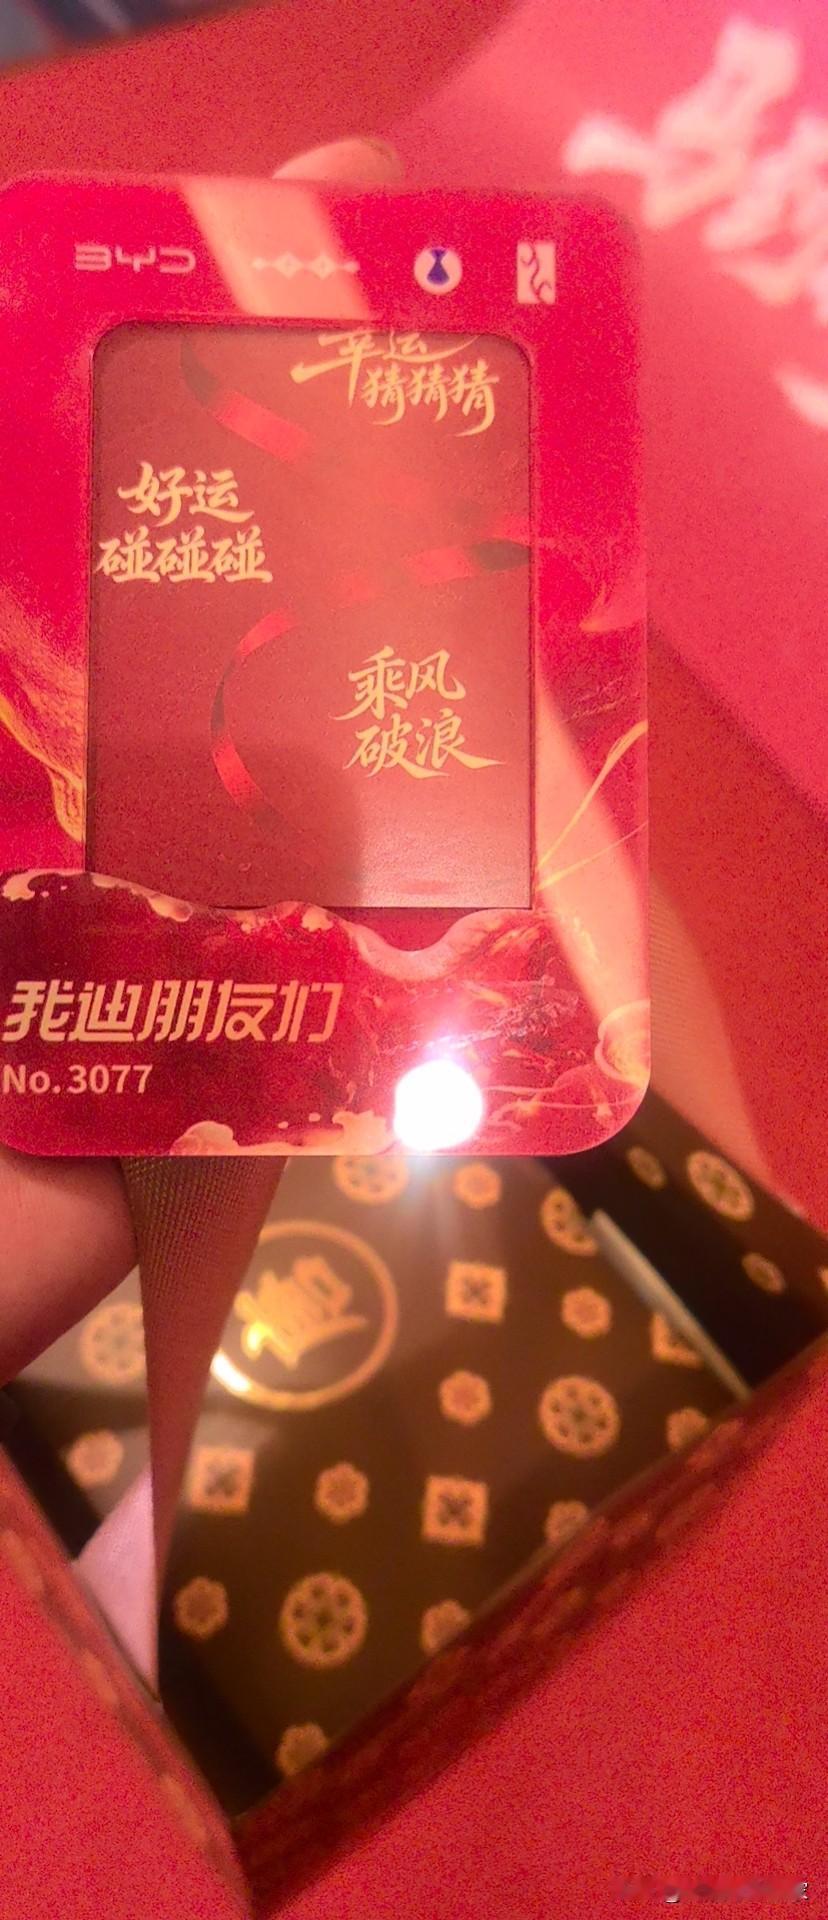 BYD
幸运
猜猜猜
好运
碰碰碰
乘风
破浪
我迪朋友们
No.3077